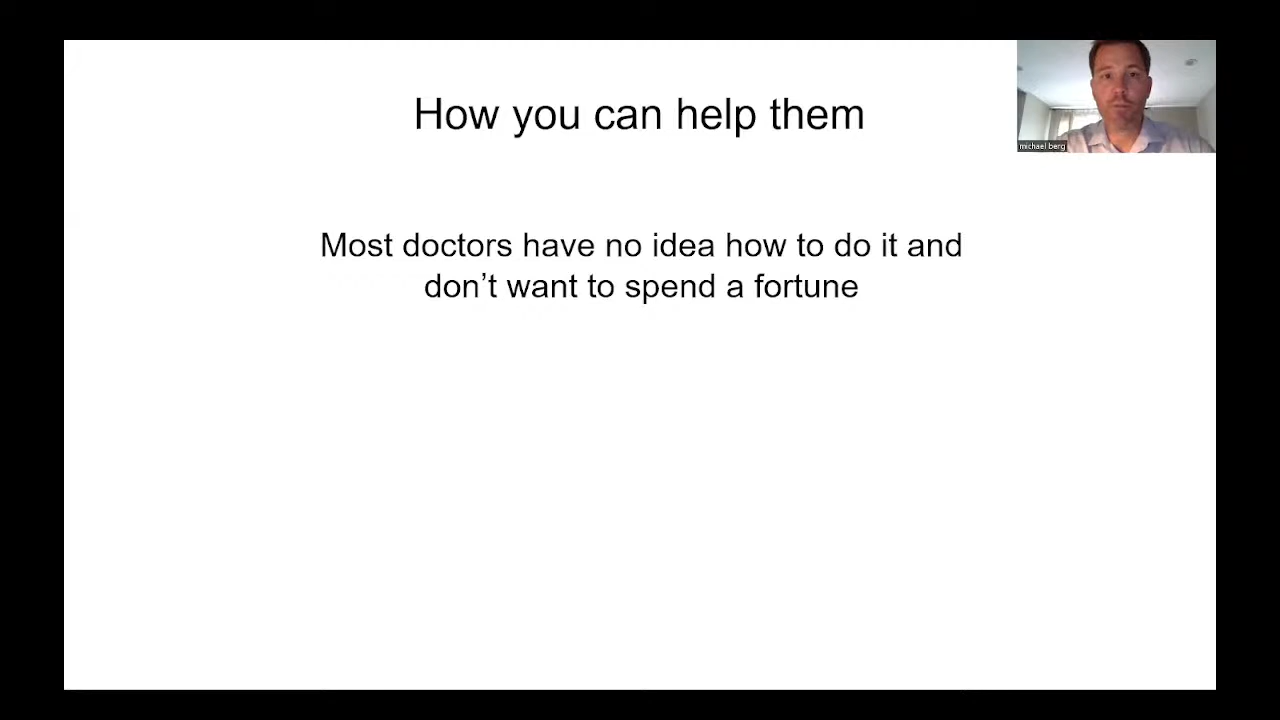 How you can help them
michael berg
Most doctors have no idea how to do it and
don’t want to spend a fortune